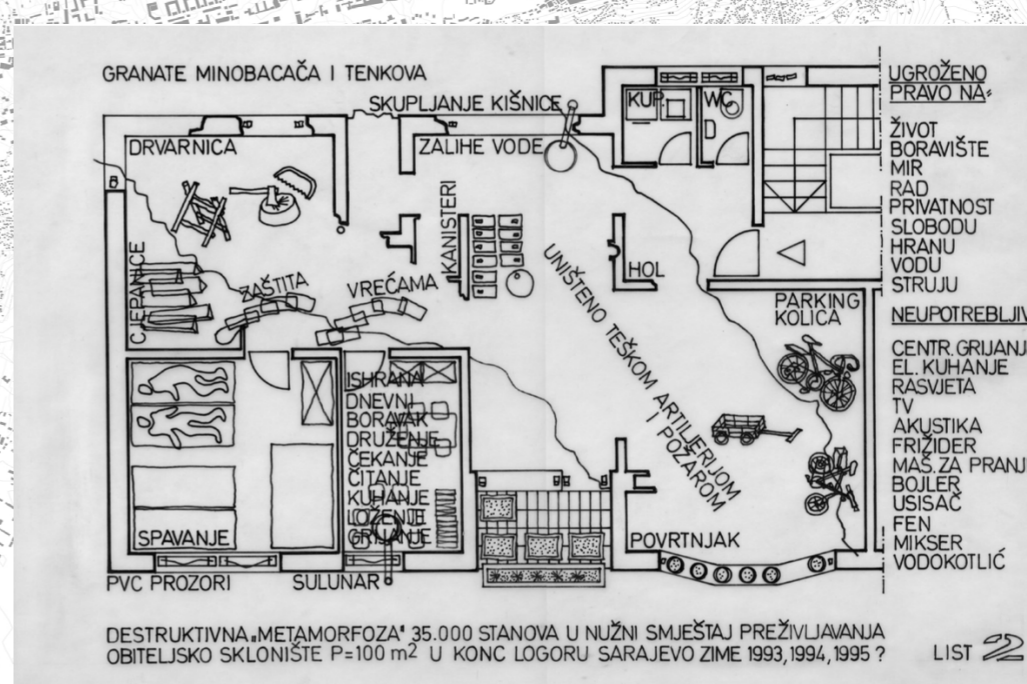 GRANATE MINOBACAČA I TENKOVA
SKUPLJANJE KIŠNICE
DRVARNICA
ZALIHE VODE
KUP.
WC
KANISTERI
CJEPANICE
ZAŠTITA
VREĆAMA
HOL
UNIŠTENO TEŠKOM ARTILJERIJOM
I POŽAROM
PARKING
KOLICA
ISHRANA
DNEVNI
BORAVAK
DRUŽENJE
ČEKANJE
ČITANJE
KUHANJE
LOŽENJE
GRIJANJE
SPAVANJE
POVRTNJAK
PVC PROZORI
SULUNAR
UGROŽENO
PRAVO NA:
ŽIVOT
BORAVIŠTE
MIR
RAD
PRIVATNOST
SLOBODU
HRANU
VODU
STRUJU
NEUPOTREBLJIV
CENTR. GRIJANJ
EL. KUHANJE
RASVJETA
TV
AKUSTIKA
FRIŽIDER
MAŠ. ZA PRANJ
BOJLER
USISAČ
FEN
MIKSER
VODOKOTLIĆ
DESTRUKTIVNA „METAMORFOZA" 35.000 STANOVA U NUŽNI SMJEŠTAJ PREŽIVLJAVANJA
OBITELJSKO SKLONIŠTE P=100 m² U KONC LOGORU SARAJEVO ZIME 1993, 1994, 1995 ?
LIST 22